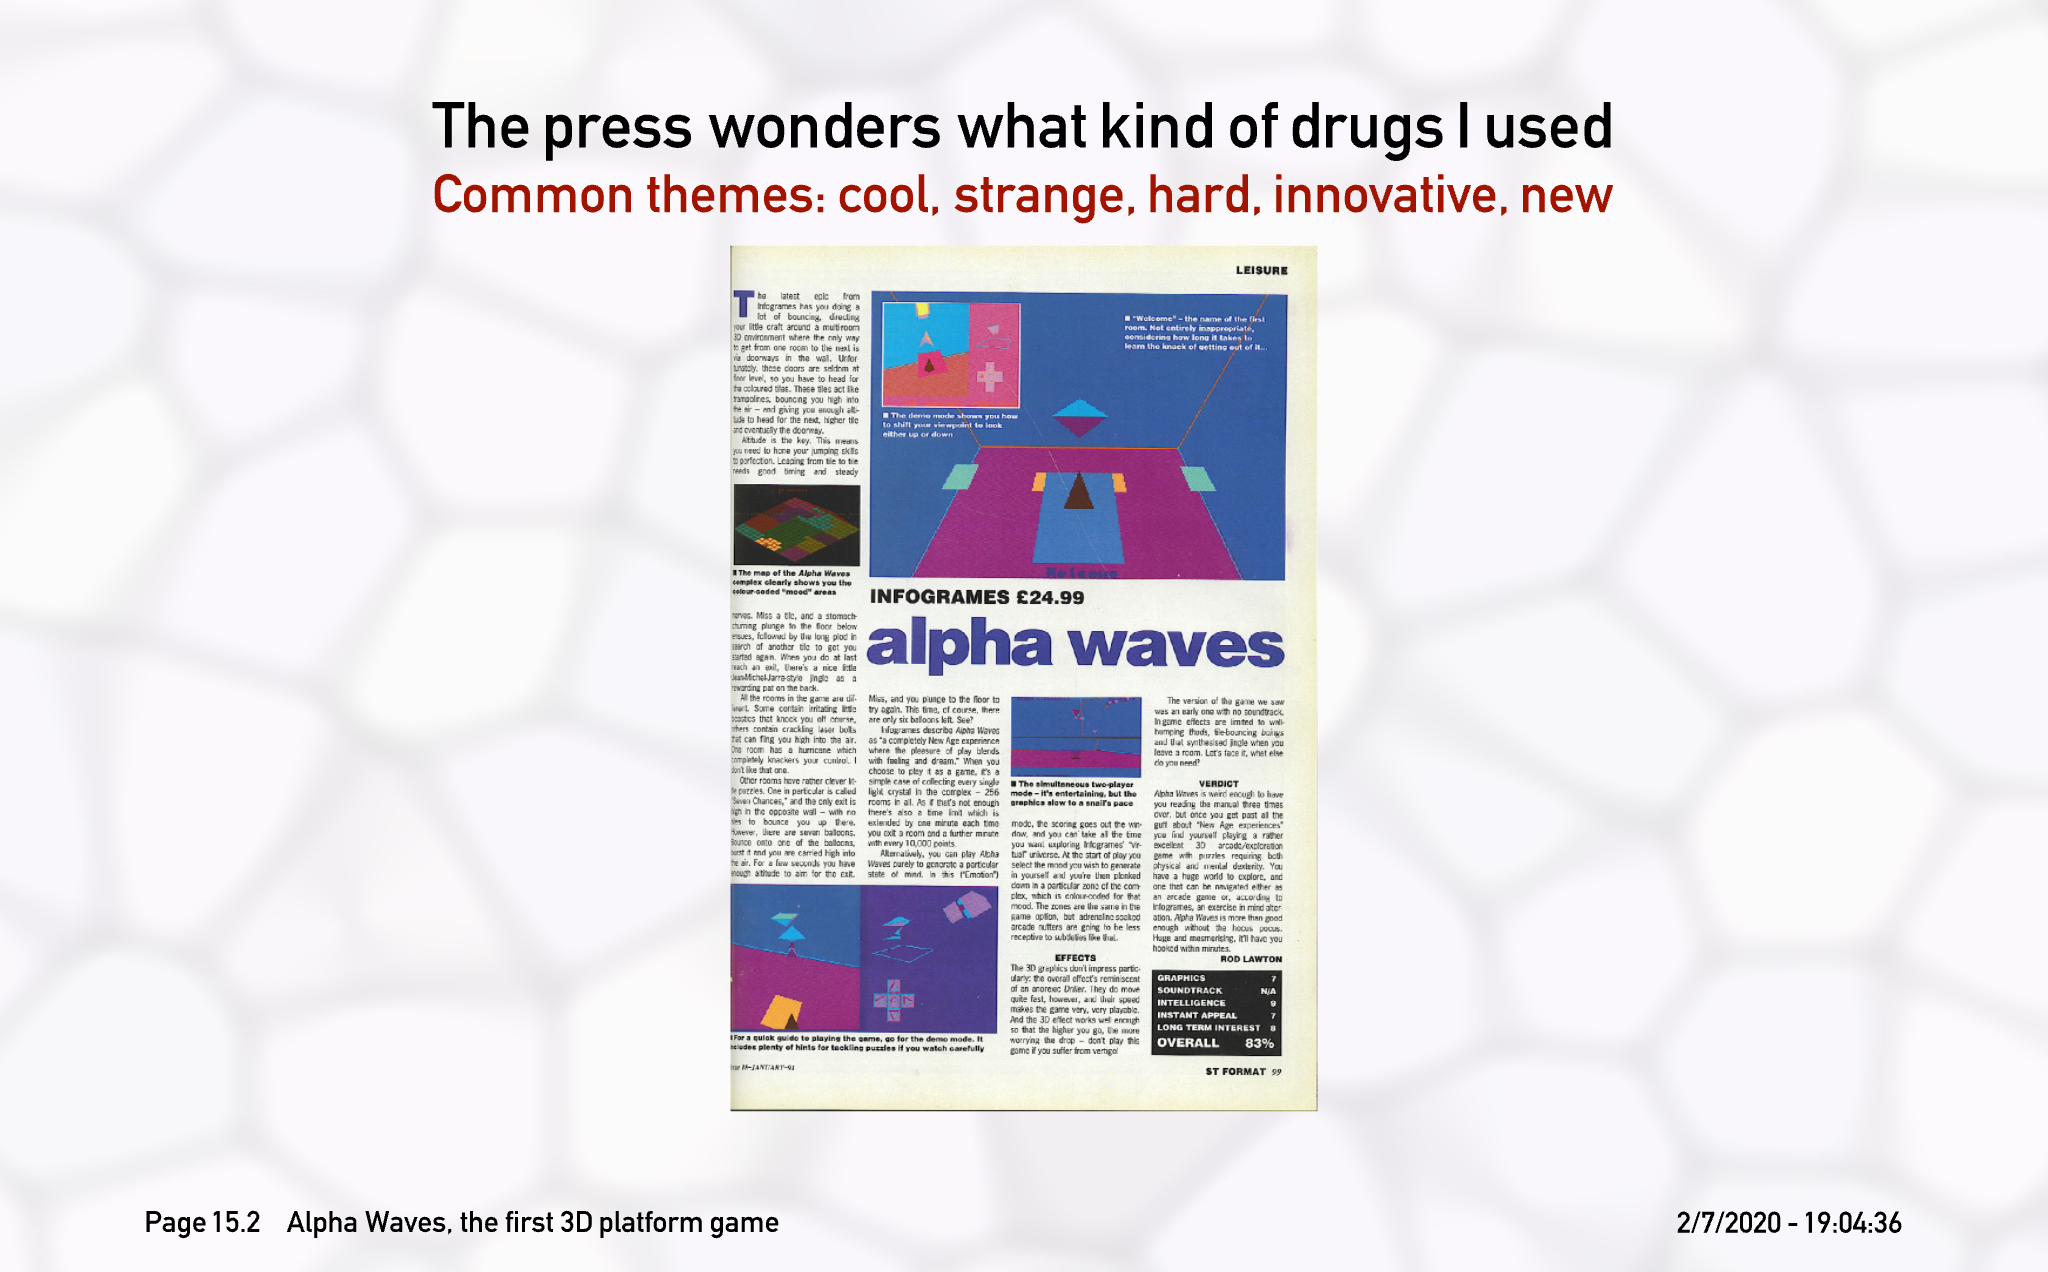 The press wonders what kind of drugs I used
Common themes: cool, strange, hard, innovative, new
LEISURE
The latest epic from
Infogrames has you doing a
lot of bouncing, directing
your little craft around a multi-room
3D environment where the only way
to get from one room to the next is
via doorways in the wall. Unfor
tunately, these doors are seldom at
floor level, so you have to head for
the coloured tiles. These tiles act like
trampolines, bouncing you high into
the air – and giving you enough alti-
tude to head for the next, higher tile
and eventually the doorway.
Altitude is the key. This means
you need to hone your jumping skills
to perfection. Leaping from tile to tile
needs good timing and steady
■ The map of the Alpha Waves
complex clearly shows you the
colour-coded "mood" areas
nerves. Miss a tile, and a stomach-
churning plunge to the floor below
ensues, followed by the long plod in
search of another tile to get you
started again. When you do at last
reach an exit, there's a nice little
Jean-Michel-Jarre-style jingle as a
rewarding pat on the back.
All the rooms in the game are dif-
ferent. Some contain irritating little
beasties that knock you off course,
others contain crackling laser bolts
that can fling you high into the air.
One room has a hurricane which
completely knackers your control. I
don't like that one.
Other rooms have rather clever lit-
tle puzzles. One in particular is called
"Seven Chances," and the only exit is
high in the opposite wall – with no
tiles to bounce you up there.
However, there are seven balloons.
Bounce onto one of the balloons,
burst it and you are carried high into
the air. For a few seconds you have
enough altitude to aim for the exit.
■ "Welcome" – the name of the first
room. Not entirely inappropriate,
considering how long it takes to
learn the knack of getting out of it...
■ The demo mode shows you how
to shift your viewpoint to look
either up or down
Welcome
INFOGRAMES £24.99
alpha waves
Miss, and you plunge to the floor to
try again. This time, of course, there
are only six balloons left. See?
Infogrames describe Alpha Waves
as "a completely New Age experience
where the pleasure of play blends
with feeling and dream." When you
choose to play it as a game, it's a
simple case of collecting every single
light crystal in the complex – 256
rooms in all. As if that's not enough
there's also a time limit which is
extended by one minute each time
you exit a room and a further minute
with every 10,000 points.
Alternatively, you can play Alpha
Waves purely to generate a particular
state of mind. In this ("Emotion")
■ For a quick guide to playing the game, go for the demo mode. It
includes plenty of hints for tackling puzzles if you watch carefully
■ The simultaneous two-player
mode – it's entertaining, but the
graphics slow to a snail's pace
mode, the scoring goes out the win-
dow, and you can take all the time
you want exploring Infogrames' "vir-
tual" universe. At the start of play you
select the mood you wish to generate
in yourself and you're then plonked
down in a particular zone of the com-
plex, which is colour-coded for that
mood. The zones are the same in the
game option, but adrenaline-soaked
arcade nutters are going to be less
receptive to subtleties like that.
EFFECTS
The 3D graphics don't impress partic-
ularly: the overall effect's reminiscent
of an anorexic Driller. They do move
quite fast, however, and their speed
makes the game very, very playable.
And the 3D effect works well enough
so that the higher you go, the more
worrying the drop – don't play this
game if you suffer from vertigo!
The version of the game we saw
was an early one with no soundtrack.
In-game effects are limited to wall-
bumping thuds, tile-bouncing boings
and that synthesised jingle when you
leave a room. Let's face it, what else
do you need?
VERDICT
Alpha Waves is weird enough to have
you reading the manual three times
over, but once you get past all the
guff about "New Age experiences"
you find yourself playing a rather
excellent 3D arcade/exploration
game with puzzles requiring both
physical and mental dexterity. You
have a huge world to explore, and
one that can be navigated either as
an arcade game or, according to
Infogrames, an exercise in mind alter-
ation. Alpha Waves is more than good
enough without the hocus pocus.
Huge and mesmerising, it'll have you
hooked within minutes.
ROD LAWTON
GRAPHICS 7
SOUNDTRACK N/A
INTELLIGENCE 9
INSTANT APPEAL 7
LONG TERM INTEREST 8
OVERALL 83%
18–JANUARY–91
ST FORMAT 99
Page 15.2 Alpha Waves, the first 3D platform game
2/7/2020 - 19:04:36